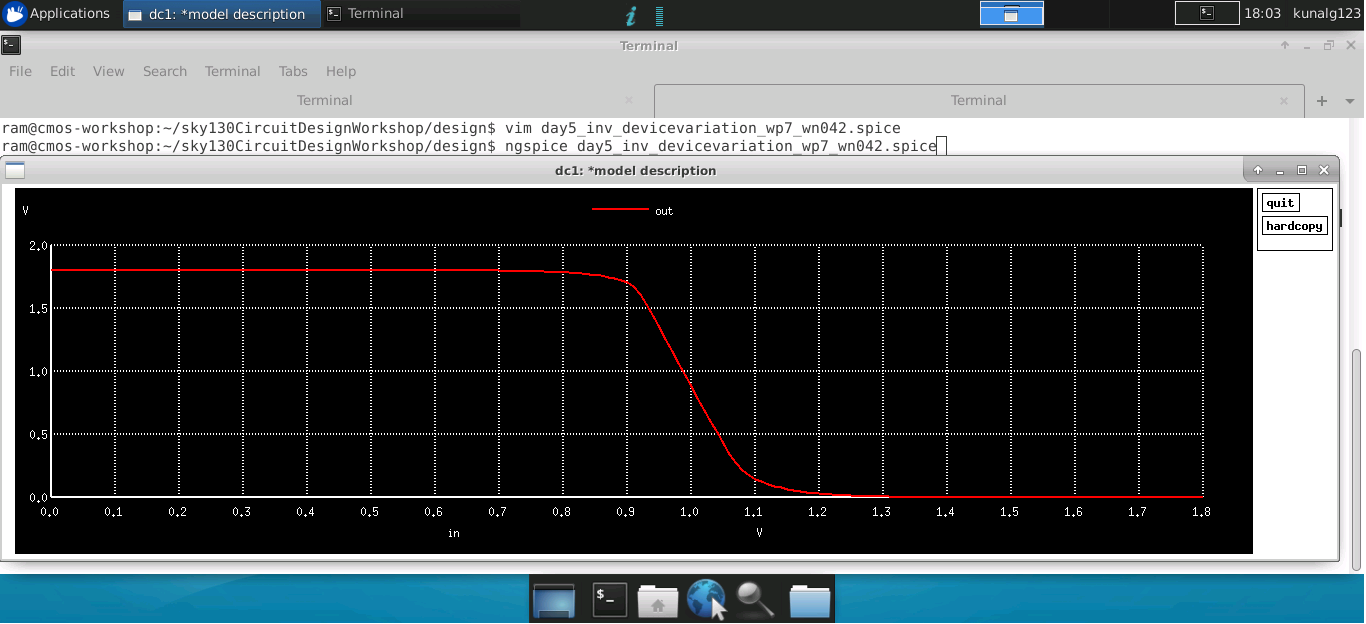 Applications dc1: *model description Terminal 18:03 kunalg123
Terminal
File Edit View Search Terminal Tabs Help
Terminal Terminal
ram@cmos-workshop:~/sky130CircuitDesignWorkshop/design$ vim day5_inv_devicevariation_wp7_wn042.spice
ram@cmos-workshop:~/sky130CircuitDesignWorkshop/design$ ngspice day5_inv_devicevariation_wp7_wn042.spice
dc1: *model description
quit
hardcopy
V out
2.0
1.5
1.0
0.5
0.0
0.0 0.1 0.2 0.3 0.4 0.5 0.6 0.7 0.8 0.9 1.0 1.1 1.2 1.3 1.4 1.5 1.6 1.7 1.8
in V
$_